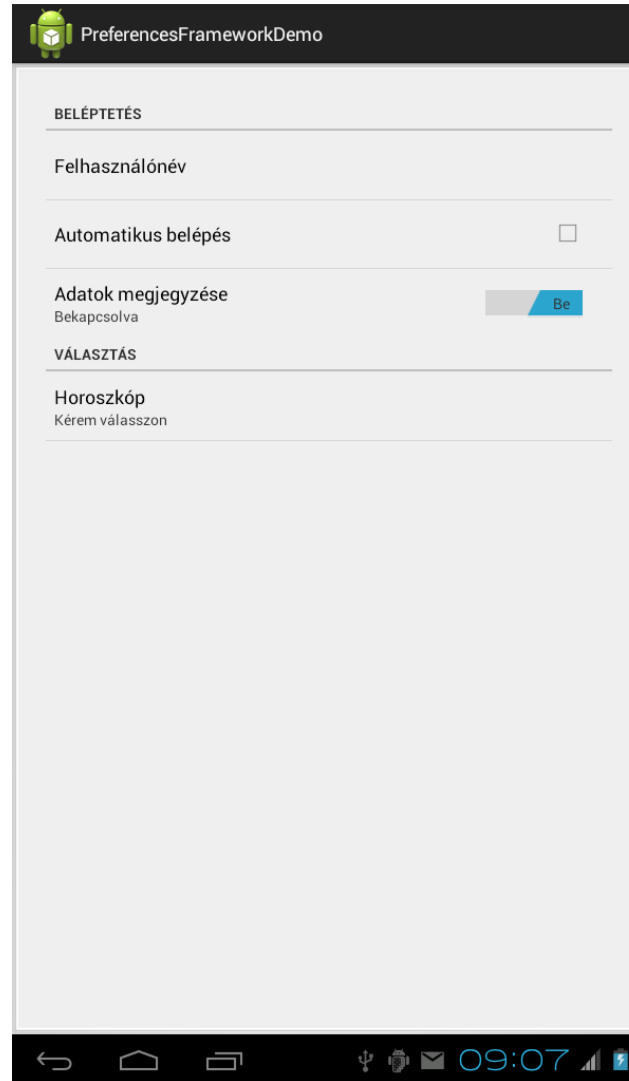 PreferencesFrameworkDemo
BELÉPTETÉS
Felhasználónév
Automatikus belépés
Adatok megjegyzése
Bekapcsolva
Be
VÁLASZTÁS
Horoszkóp
Kérem válasszon
09:07